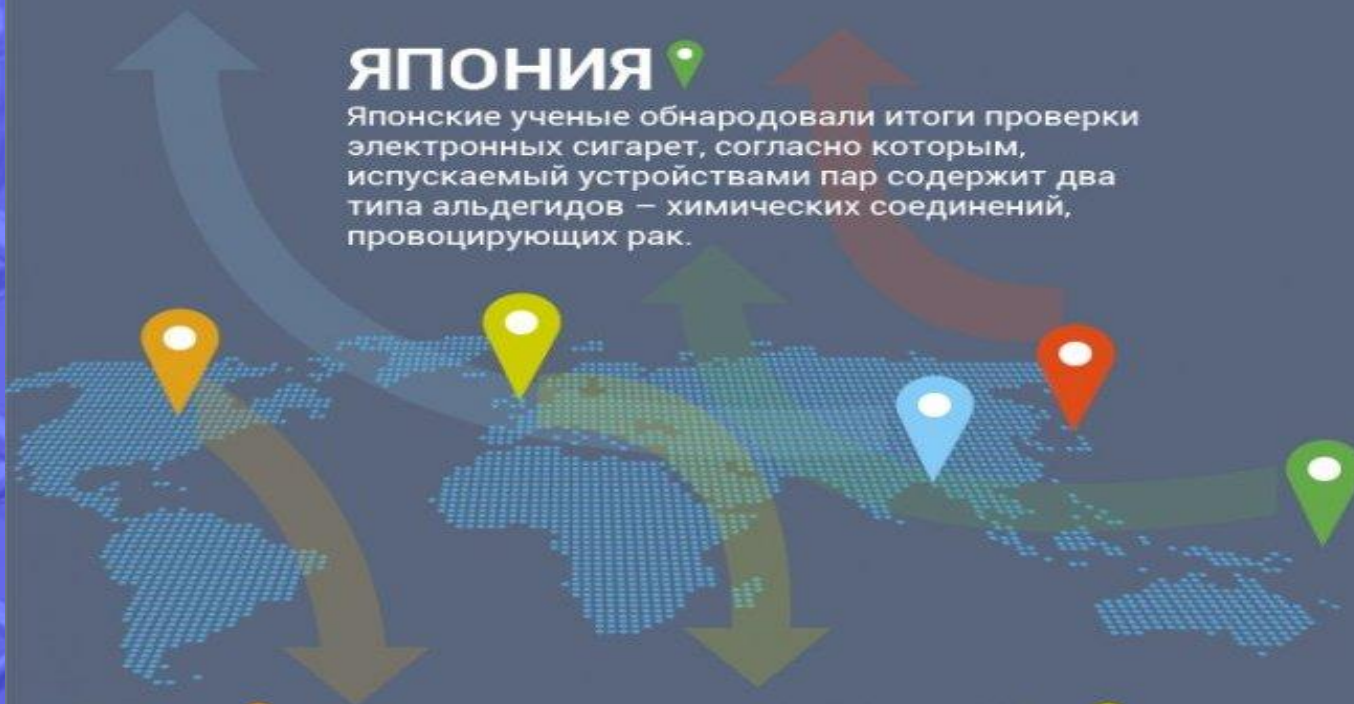 ЯПОНИЯ
Японские ученые обнародовали итоги проверки
электронных сигарет, согласно которым,
испускаемый устройствами пар содержит два
типа альдегидов – химических соединений,
провоцирующих рак.